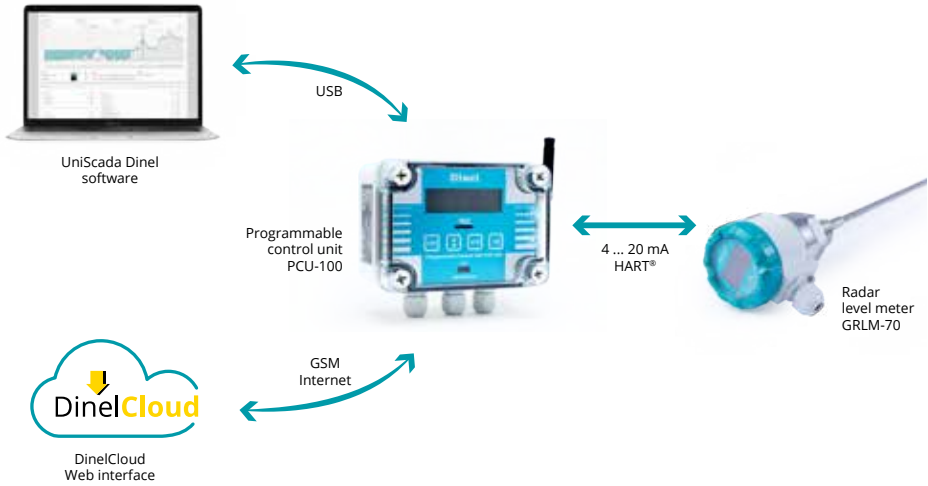 USB
UniScada Dinel
software
Dinel
Programmable
control unit
PCU-100
4 ... 20 mA
HART®
Radar
level meter
GRLM-70
GSM
Internet
DinelCloud
DinelCloud
Web interface